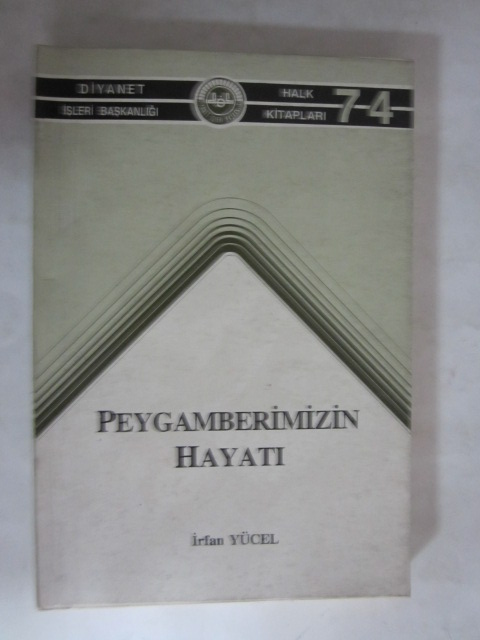 DİYANET
İŞLERİ BAŞKANLIĞI
HALK
KİTAPLARI
74
PEYGAMBERİMİZİN
HAYATI
İrfan YÜCEL